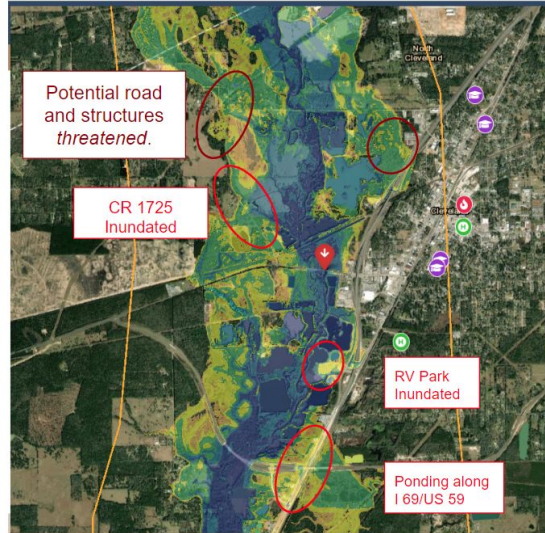 North
Cleveland
Potential road
and structures
threatened.
CR 1725
Inundated
RV Park
Inundated
Ponding along
I 69/US 59